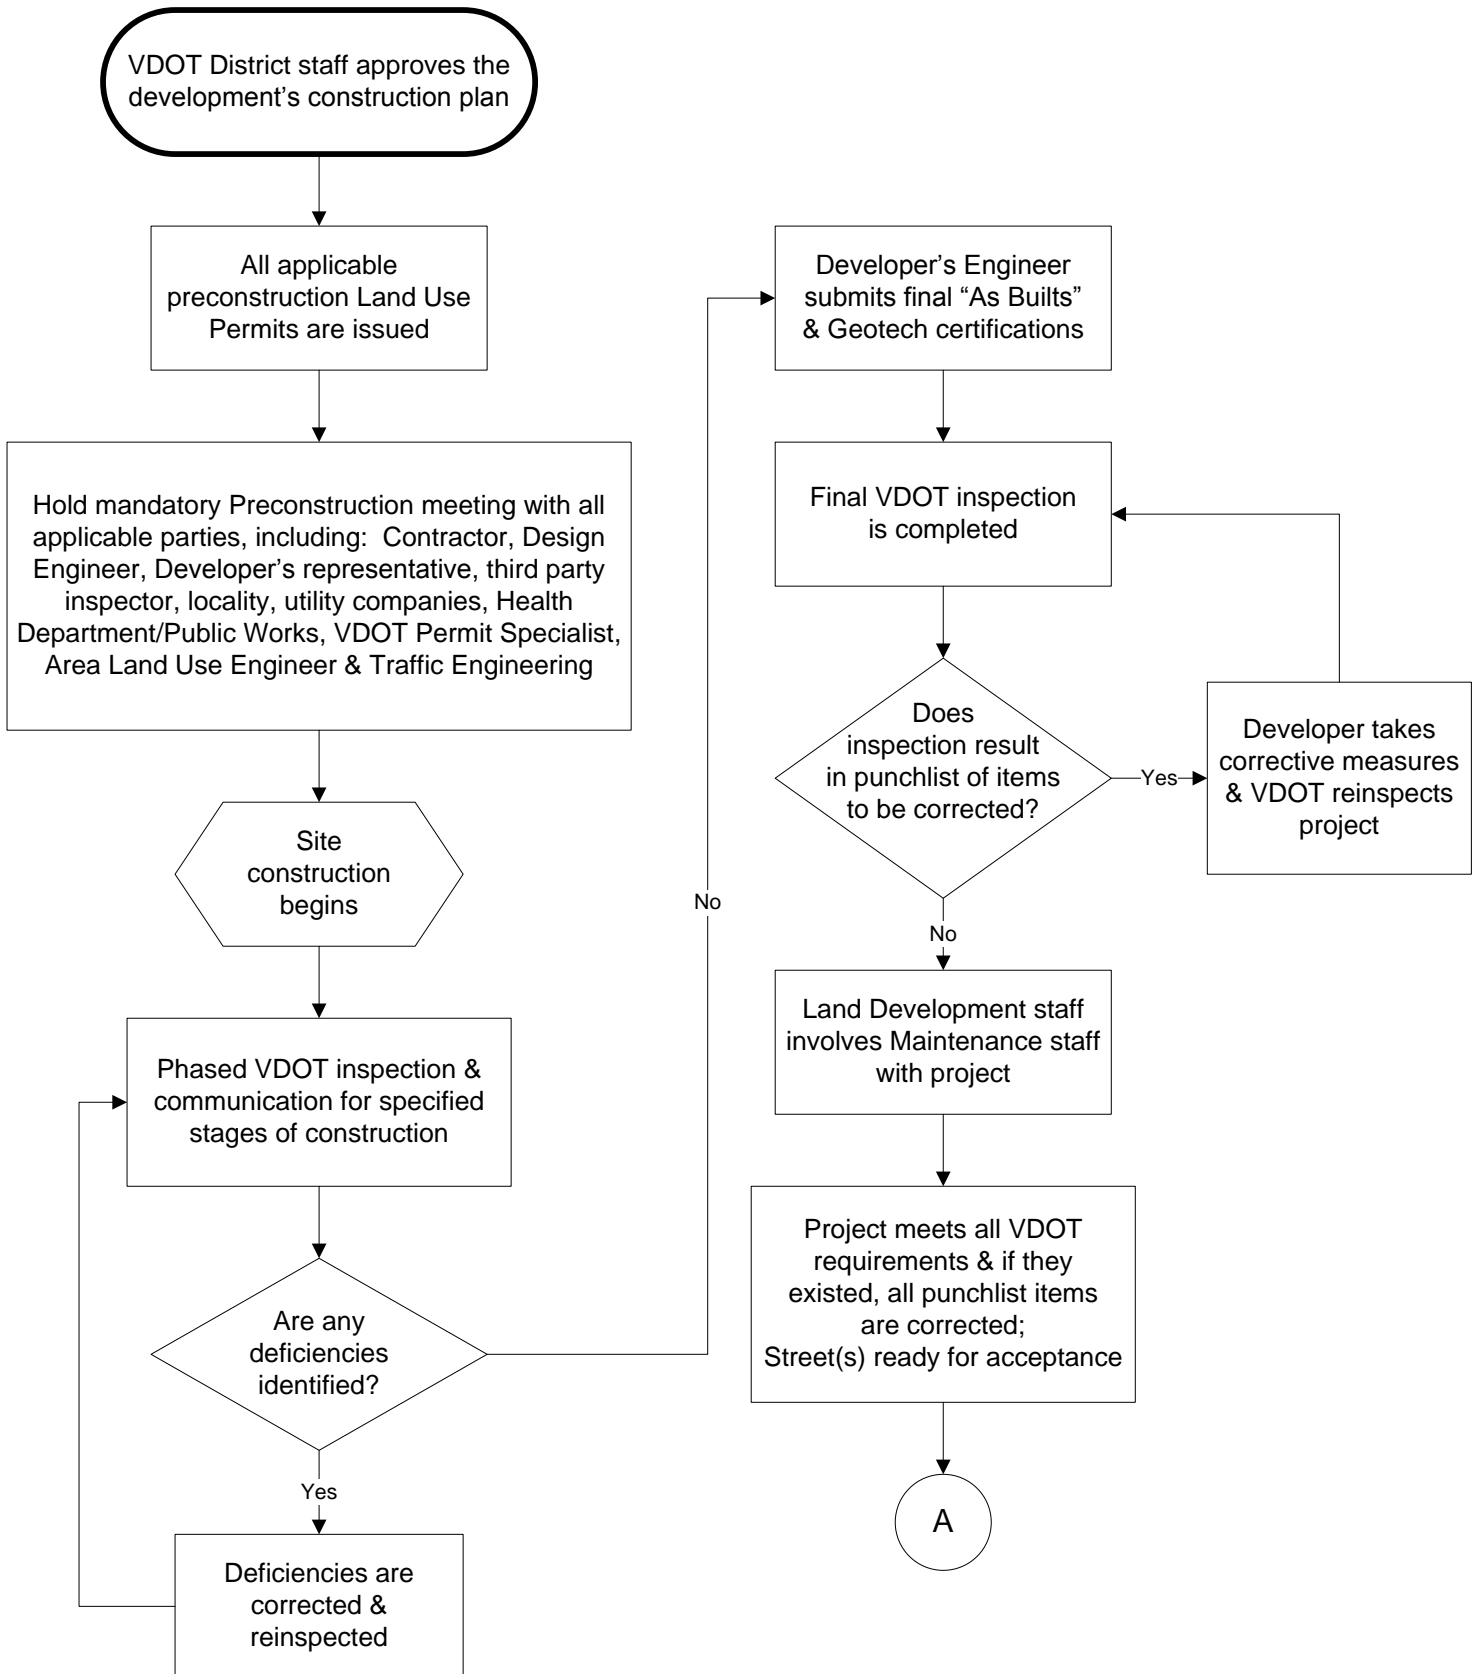 VDOT District staff approves the
development’s construction plan
All applicable
preconstruction Land Use
Permits are issued
Hold mandatory Preconstruction meeting with all
applicable parties, including:  Contractor, Design
Engineer, Developer’s representative, third party
inspector, locality, utility companies, Health
Department/Public Works, VDOT Permit Specialist,
Area Land Use Engineer & Traffic Engineering
Site
construction
begins
Phased VDOT inspection &
communication for specified
stages of construction
Are any
deficiencies
identified?
Yes
Deficiencies are
corrected &
reinspected
No
Developer’s Engineer
submits final “As Builts”
& Geotech certifications
Final VDOT inspection
is completed
Does
inspection result
in punchlist of items
to be corrected?
Yes
Developer takes
corrective measures
& VDOT reinspects
project
No
Land Development staff
involves Maintenance staff
with project
Project meets all VDOT
requirements & if they
existed, all punchlist items
are corrected;
Street(s) ready for acceptance
A